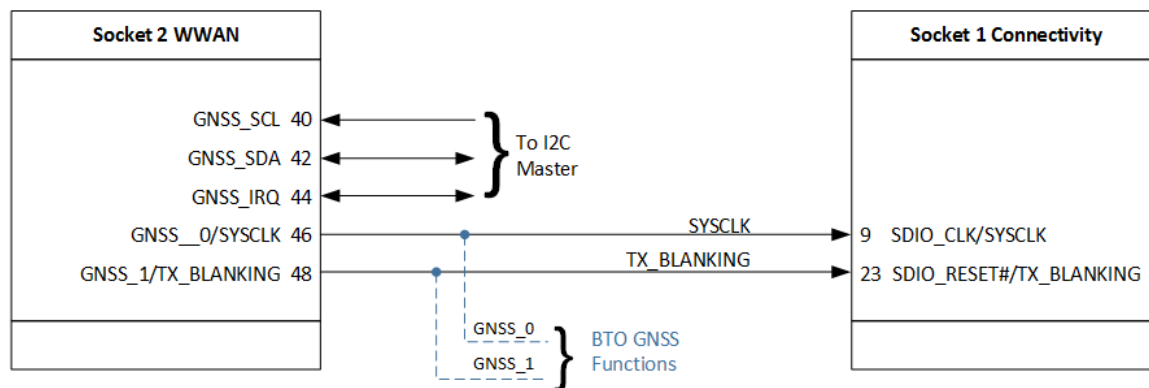 Socket 2 WWAN
Socket 1 Connectivity
GNSS_SCL 40
GNSS_SDA 42
GNSS_IRQ 44
To I2C
Master
GNSS__0/SYSCLK 46
SYSCLK
9 SDIO_CLK/SYSCLK
GNSS_1/TX_BLANKING 48
TX_BLANKING
23 SDIO_RESET#/TX_BLANKING
GNSS_0
GNSS_1
BTO GNSS
Functions